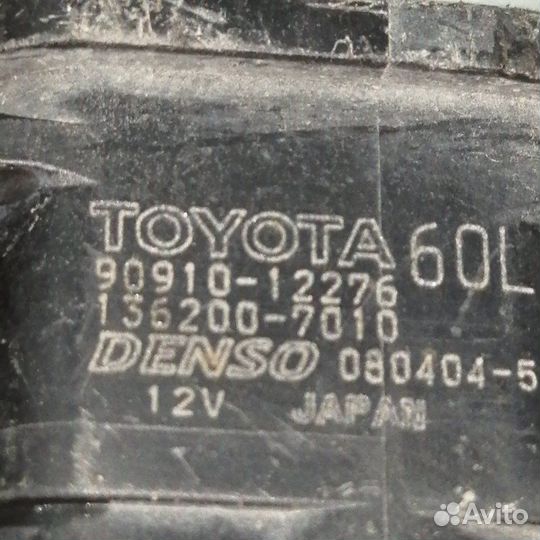 TOYOTA 60L
90910-12276
136200-7010
DENSO 080404-5
12V JAPAN
Avito